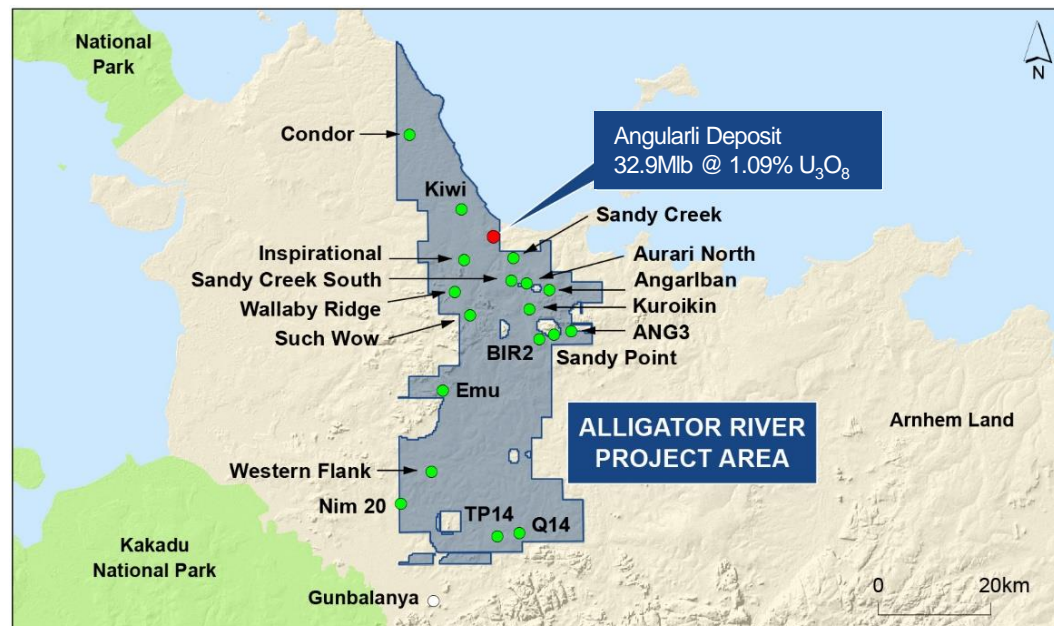 National
Park
N
Condor
Angularli Deposit
32.9Mlb @ 1.09% U₃O₈
Kiwi
Sandy Creek
Inspirational
Aurari North
Sandy Creek South
Angarlban
Wallaby Ridge
Kuroikin
Such Wow
ANG3
BIR2
Sandy Point
Emu
ALLIGATOR RIVER
PROJECT AREA
Arnhem Land
Western Flank
Nim 20
TP14
Q14
Kakadu
National Park
Gunbalanya
0
20km